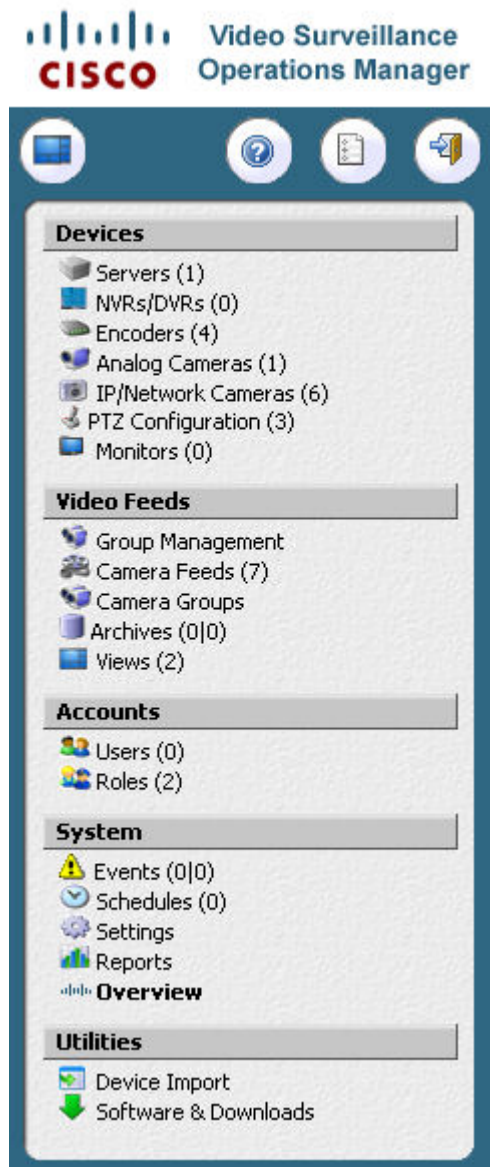 Video Surveillance
CISCO Operations Manager
Devices
Servers (1)
NVRs/DVRs (0)
Encoders (4)
Analog Cameras (1)
IP/Network Cameras (6)
PTZ Configuration (3)
Monitors (0)
Video Feeds
Group Management
Camera Feeds (7)
Camera Groups
Archives (0|0)
Views (2)
Accounts
Users (0)
Roles (2)
System
Events (0|0)
Schedules (0)
Settings
Reports
Overview
Utilities
Device Import
Software & Downloads